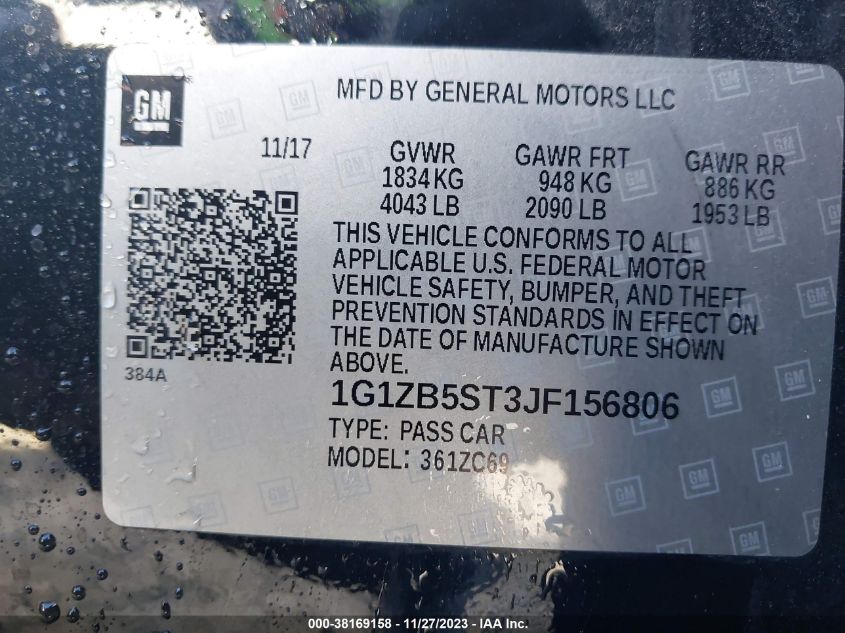 GM
MFD BY GENERAL MOTORS LLC
11/17
GVWR
1834 KG
4043 LB
GAWR FRT
948 KG
2090 LB
GAWR RR
886 KG
1953 LB
THIS VEHICLE CONFORMS TO ALL
APPLICABLE U.S. FEDERAL MOTOR
VEHICLE SAFETY, BUMPER, AND THEFT
PREVENTION STANDARDS IN EFFECT ON
THE DATE OF MANUFACTURE SHOWN
ABOVE.
384A
1G1ZB5ST3JF156806
TYPE: PASS CAR
MODEL: 361ZC69
000-38169158 - 11/27/2023 - IAA Inc.